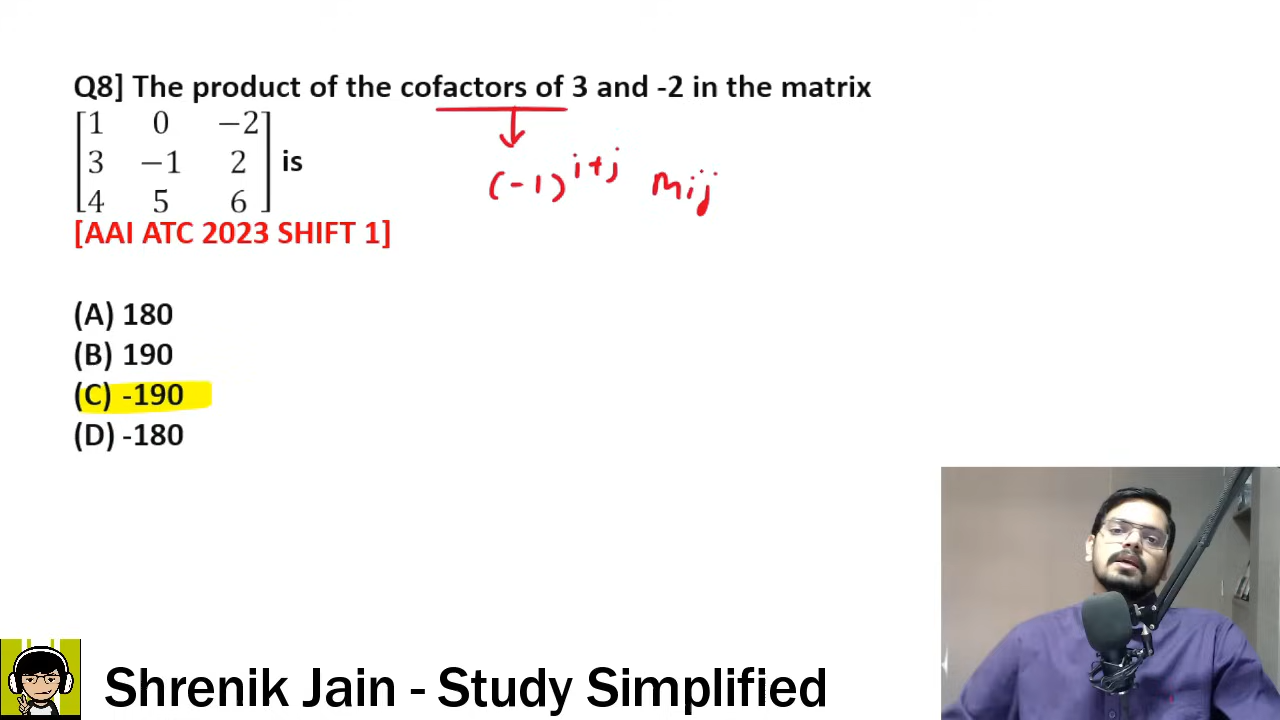 Q8] The product of the cofactors of 3 and -2 in the matrix
[1 0 −2]
[3 −1 2] is
[4 5 6]
(-1)^{i+j} Mij
[AAI ATC 2023 SHIFT 1]
(A) 180
(B) 190
(C) -190
(D) -180
Shrenik Jain - Study Simplified